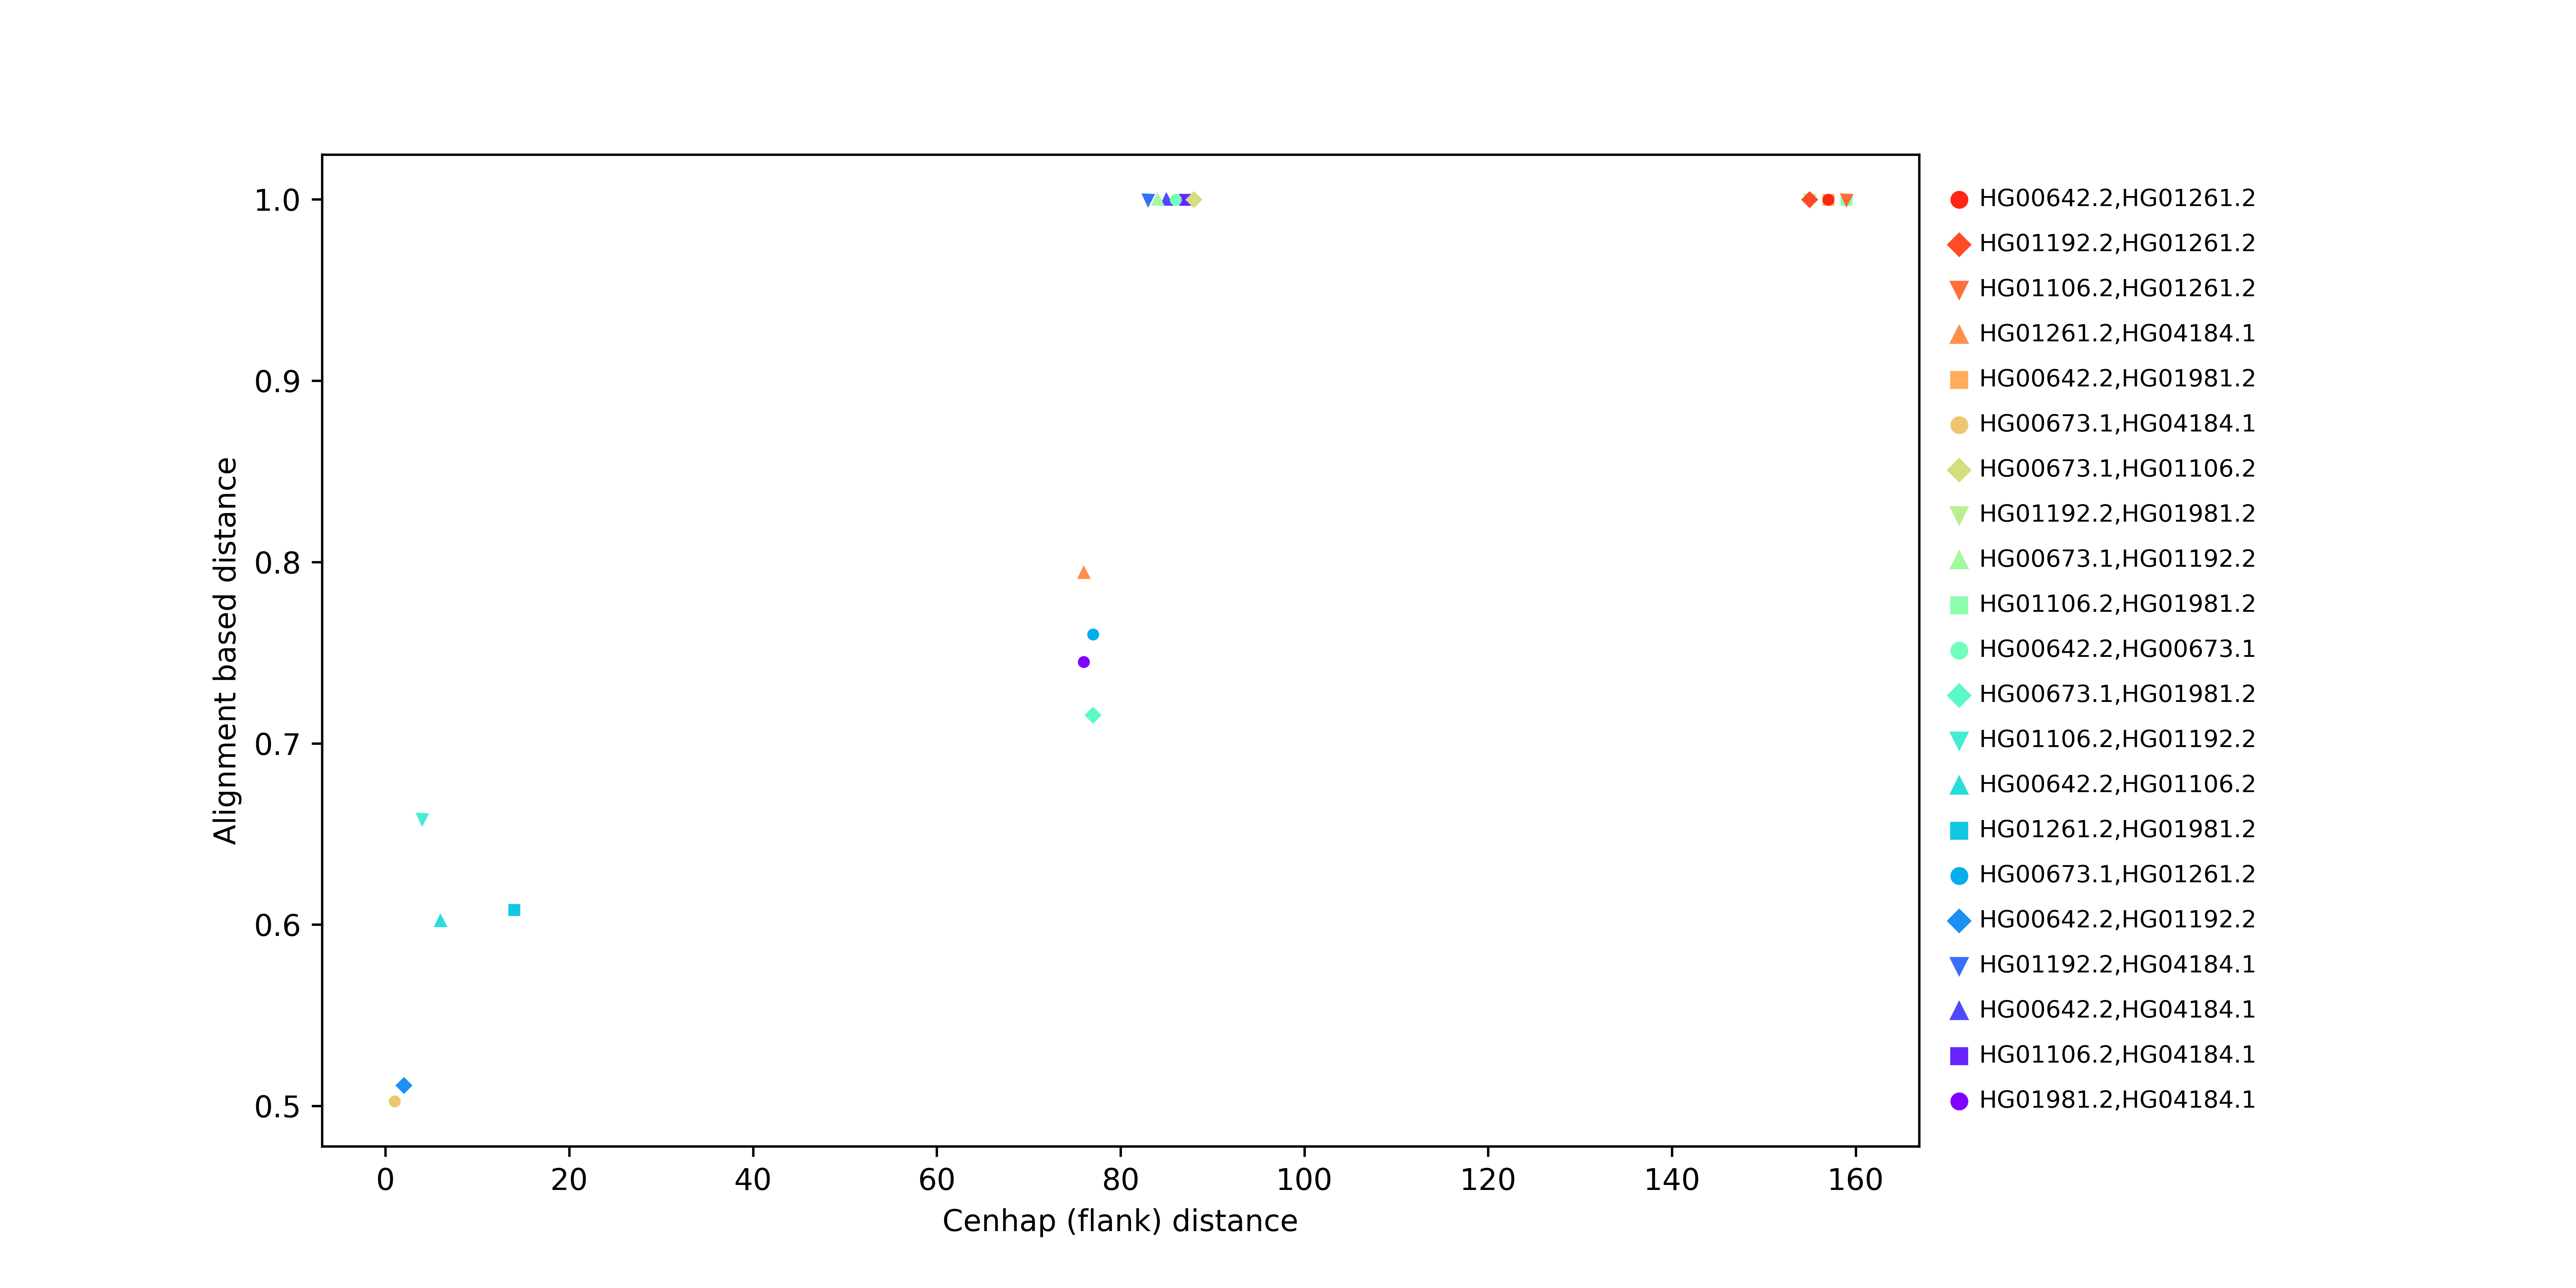 1.0
0.9
0.8
0.7
0.6
0.5
Alignment based distance
0 20 40 60 80 100 120 140 160
Cenhap (flank) distance
HG00642.2,HG01261.2
HG01192.2,HG01261.2
HG01106.2,HG01261.2
HG01261.2,HG04184.1
HG00642.2,HG01981.2
HG00673.1,HG04184.1
HG00673.1,HG01106.2
HG01192.2,HG01981.2
HG00673.1,HG01192.2
HG01106.2,HG01981.2
HG00642.2,HG00673.1
HG00673.1,HG01981.2
HG01106.2,HG01192.2
HG00642.2,HG01106.2
HG01261.2,HG01981.2
HG00673.1,HG01261.2
HG00642.2,HG01192.2
HG01192.2,HG04184.1
HG00642.2,HG04184.1
HG01106.2,HG04184.1
HG01981.2,HG04184.1